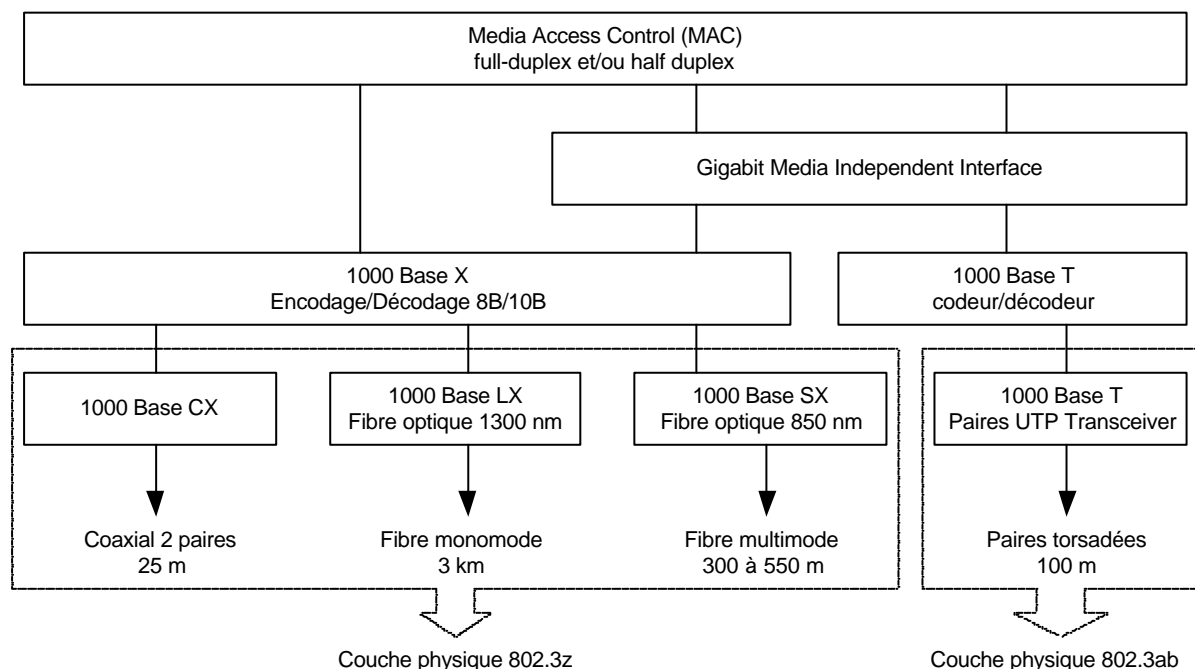 Media Access Control (MAC)
full-duplex et/ou half duplex
Gigabit Media Independent Interface
1000 Base X
Encodage/Décodage 8B/10B
1000 Base T
codeur/décodeur
1000 Base CX
1000 Base LX
Fibre optique 1300 nm
1000 Base SX
Fibre optique 850 nm
1000 Base T
Paires UTP Transceiver
Coaxial 2 paires
25 m
Fibre monomode
3 km
Fibre multimode
300 à 550 m
Paires torsadées
100 m
Couche physique 802.3z
Couche physique 802.3ab